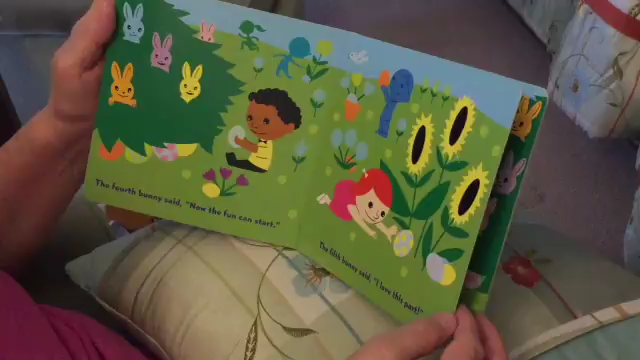 The fourth bunny said, "Now the fun can start."
The fifth bunny said, "I love this part!"